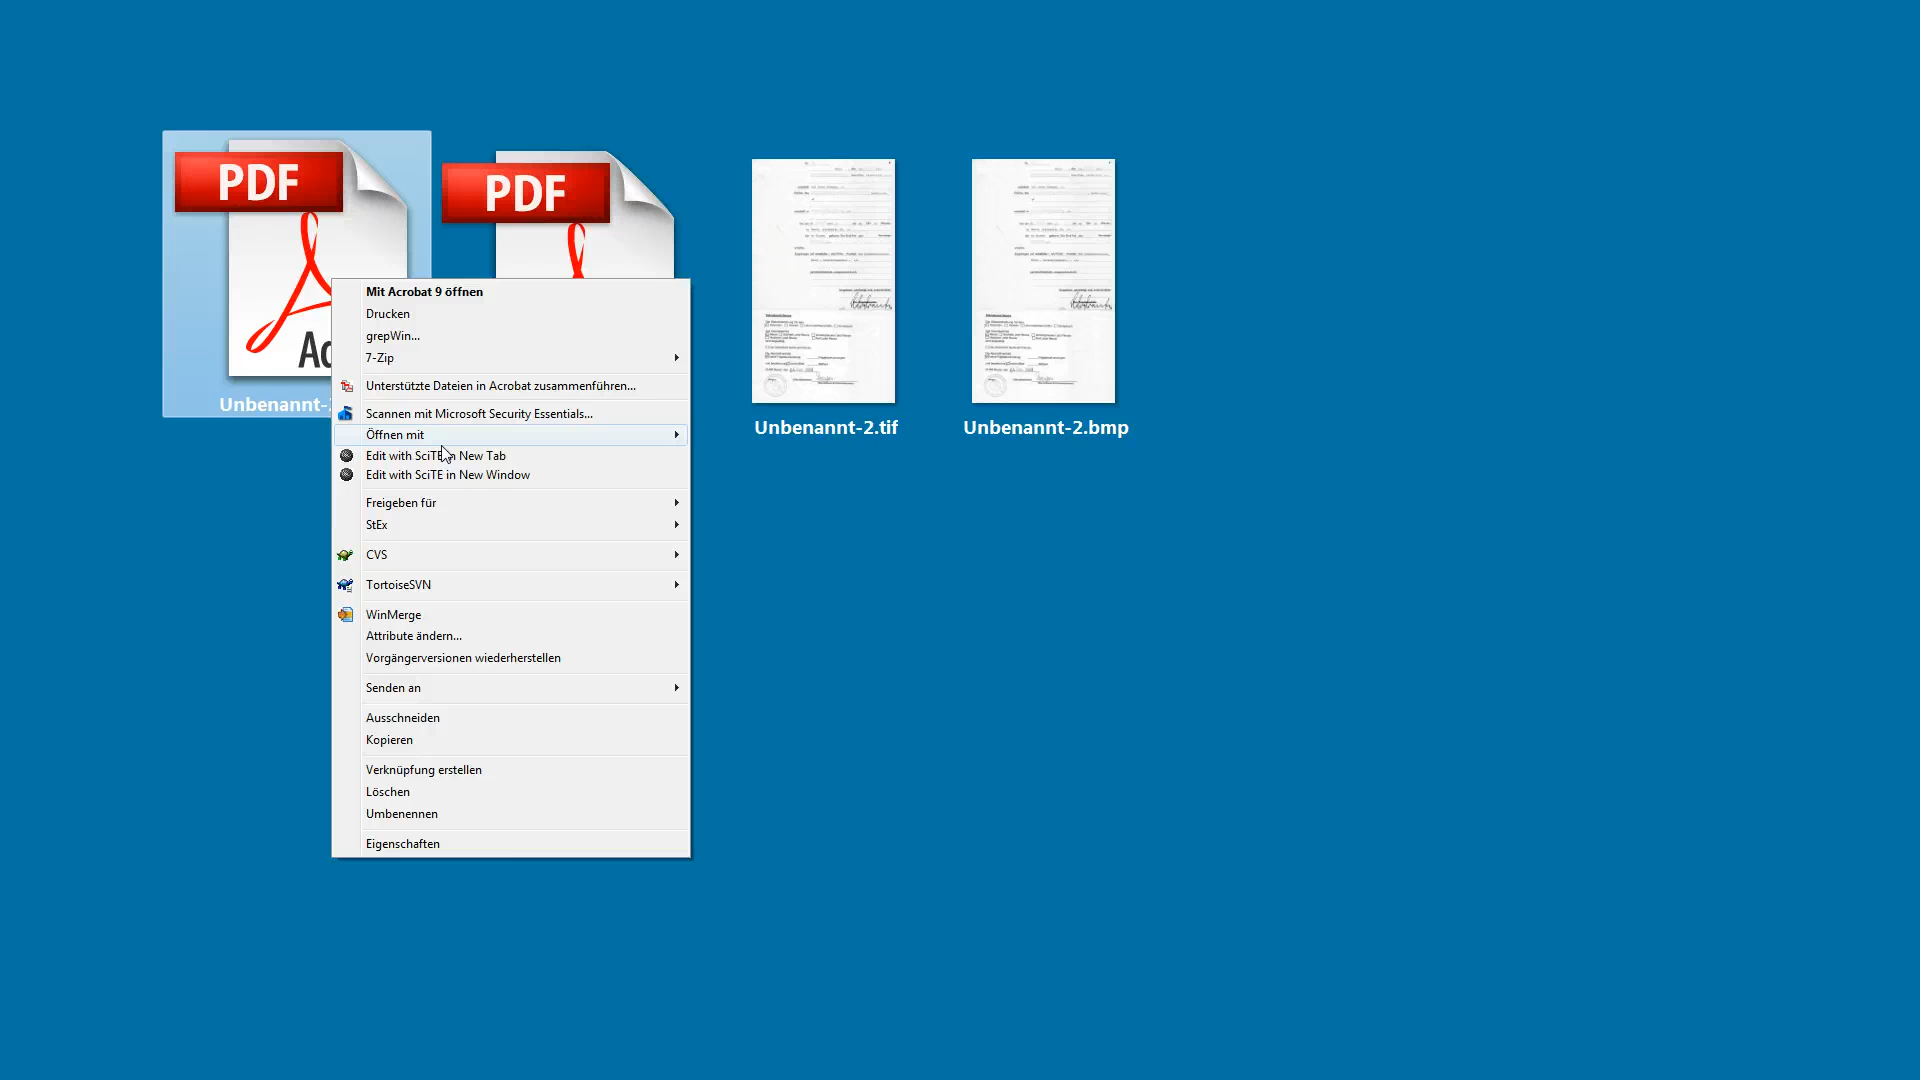 PDF
PDF
Mit Acrobat 9 öffnen
Drucken
grepWin...
7-Zip
Unterstützte Dateien in Acrobat zusammenführen...
Scannen mit Microsoft Security Essentials...
Öffnen mit
Edit with SciTE in New Tab
Edit with SciTE in New Window
Freigeben für
StEx
CVS
TortoiseSVN
WinMerge
Attribute ändern...
Vorgängerversionen wiederherstellen
Senden an
Ausschneiden
Kopieren
Verknüpfung erstellen
Löschen
Umbenennen
Eigenschaften
Unbenannt-
Unbenannt-2.tif
Unbenannt-2.bmp